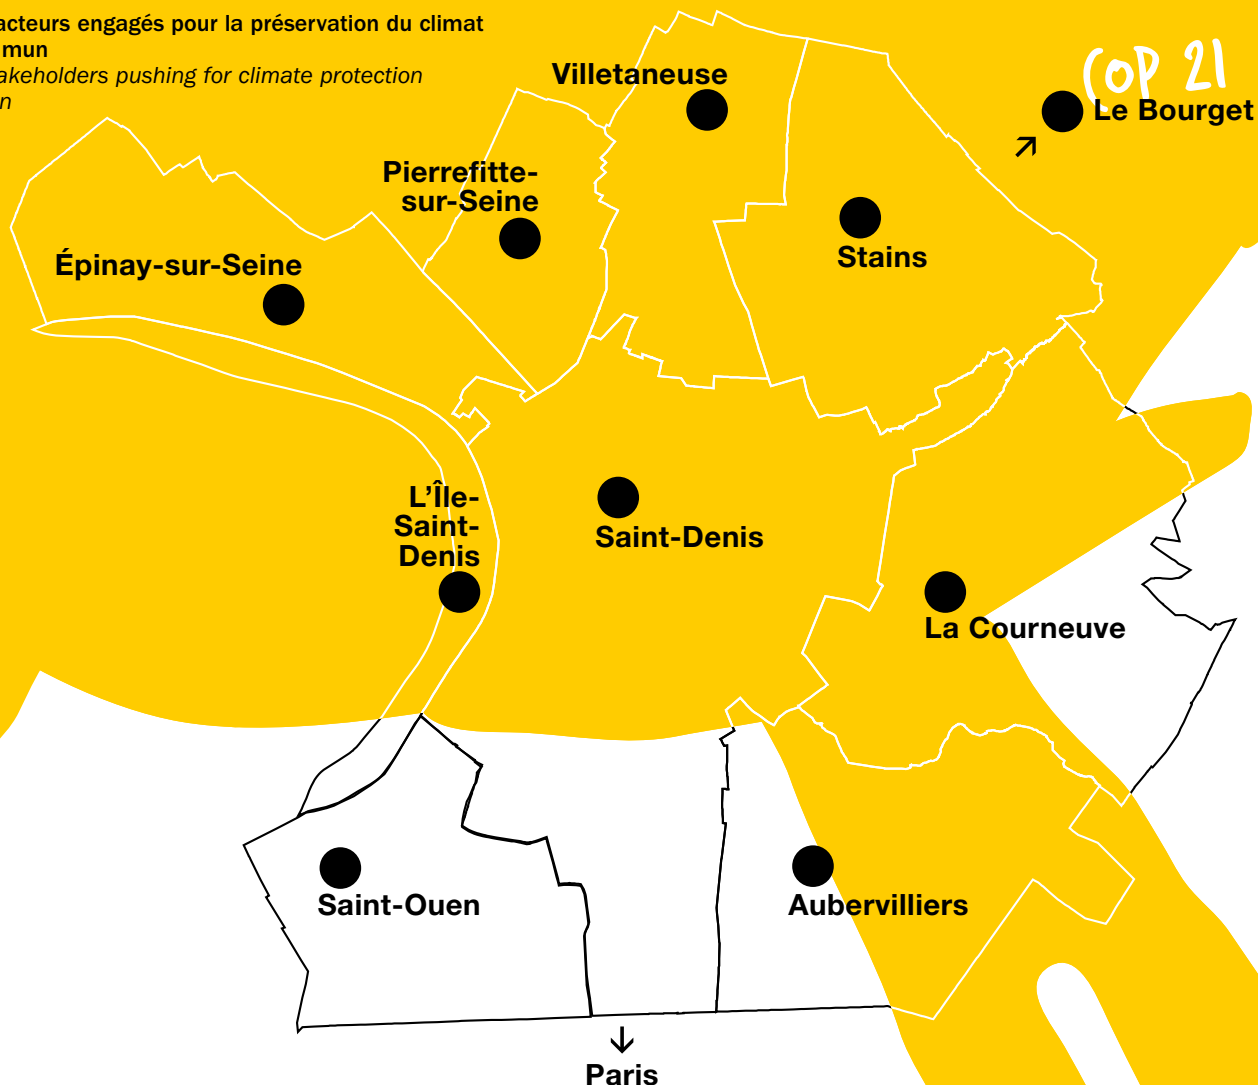 acteurs engagés pour la préservation du climat
mun
akeholders pushing for climate protection
n
COP 21
Villetaneuse
Le Bourget
Pierrefitte-
sur-Seine
Stains
Épinay-sur-Seine
L'Île-
Saint-
Denis
Saint-Denis
La Courneuve
Saint-Ouen
Aubervilliers
Paris